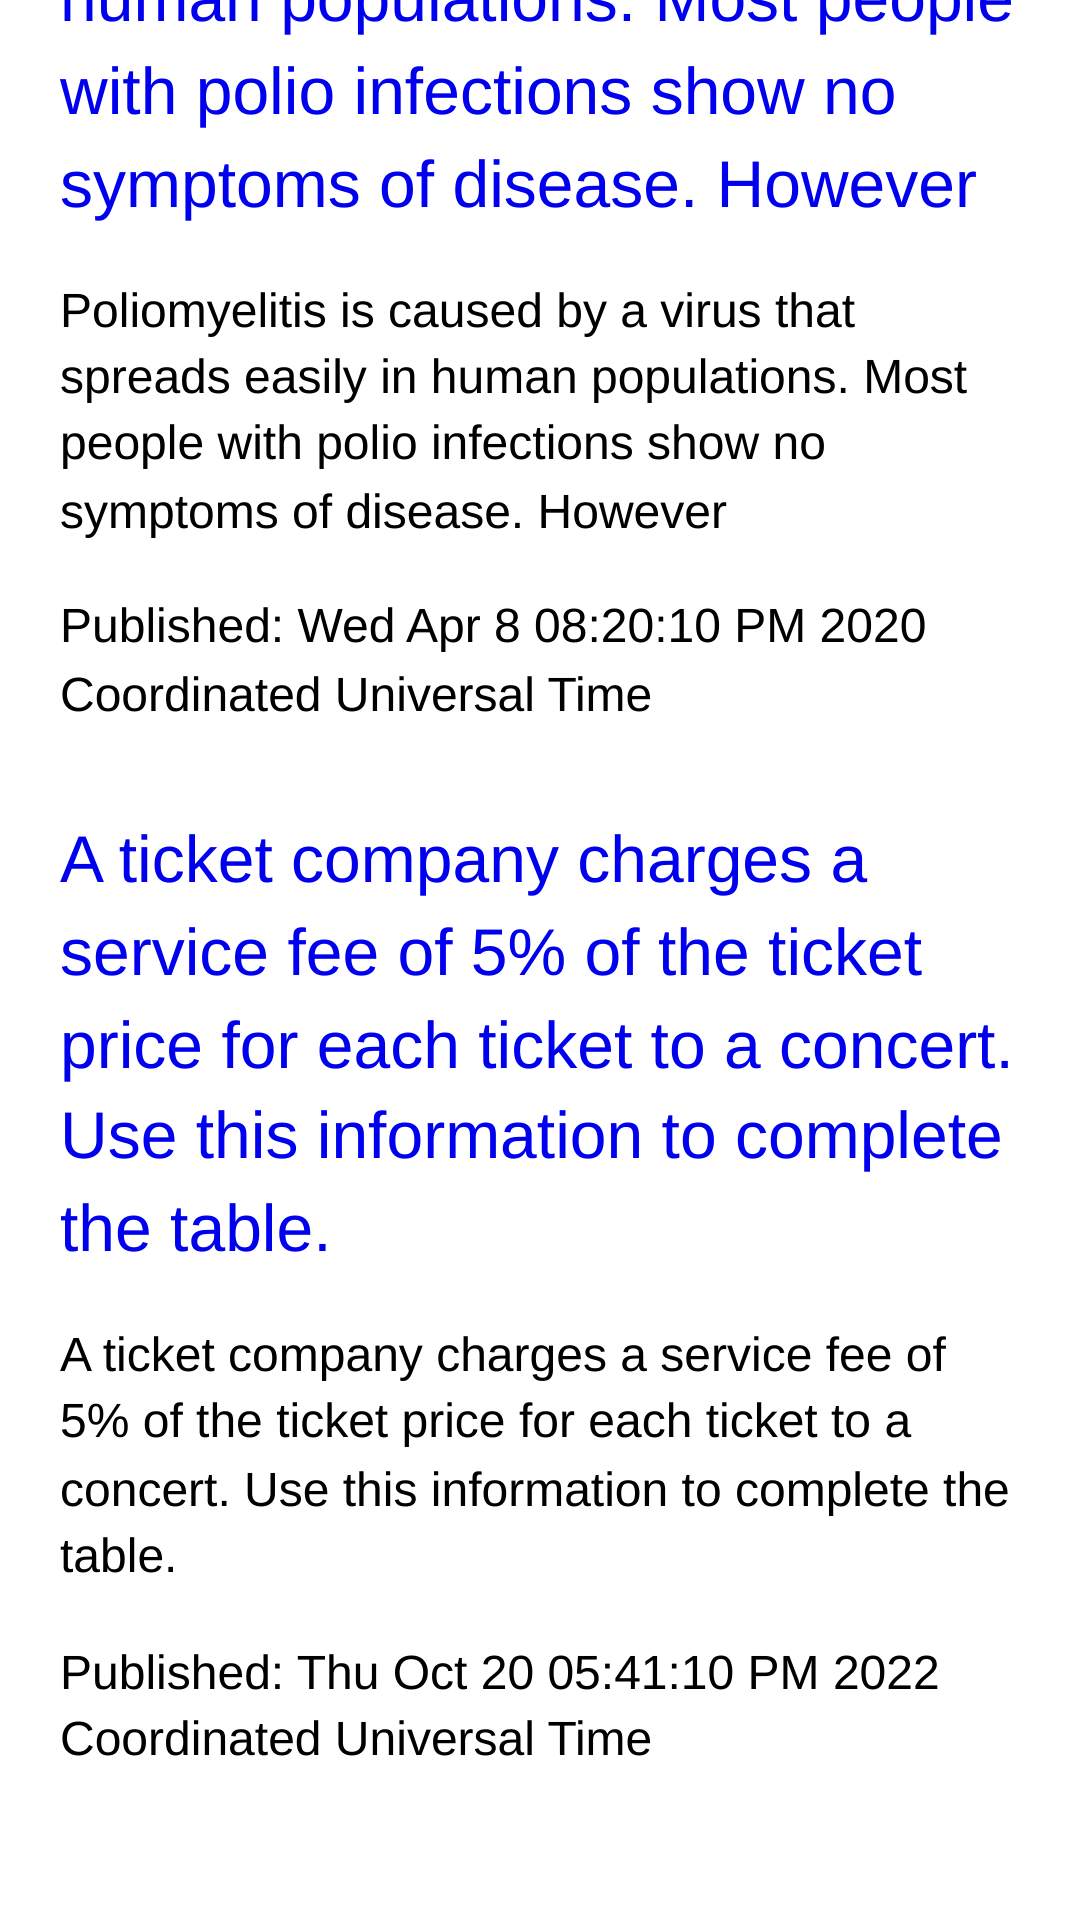 human populations. Most people
with polio infections show no
symptoms of disease. However
Poliomyelitis is caused by a virus that
spreads easily in human populations. Most
people with polio infections show no
symptoms of disease. However
Published: Wed Apr 8 08:20:10 PM 2020
Coordinated Universal Time
A ticket company charges a
service fee of 5% of the ticket
price for each ticket to a concert.
Use this information to complete
the table.
A ticket company charges a service fee of
5% of the ticket price for each ticket to a
concert. Use this information to complete the
table.
Published: Thu Oct 20 05:41:10 PM 2022
Coordinated Universal Time